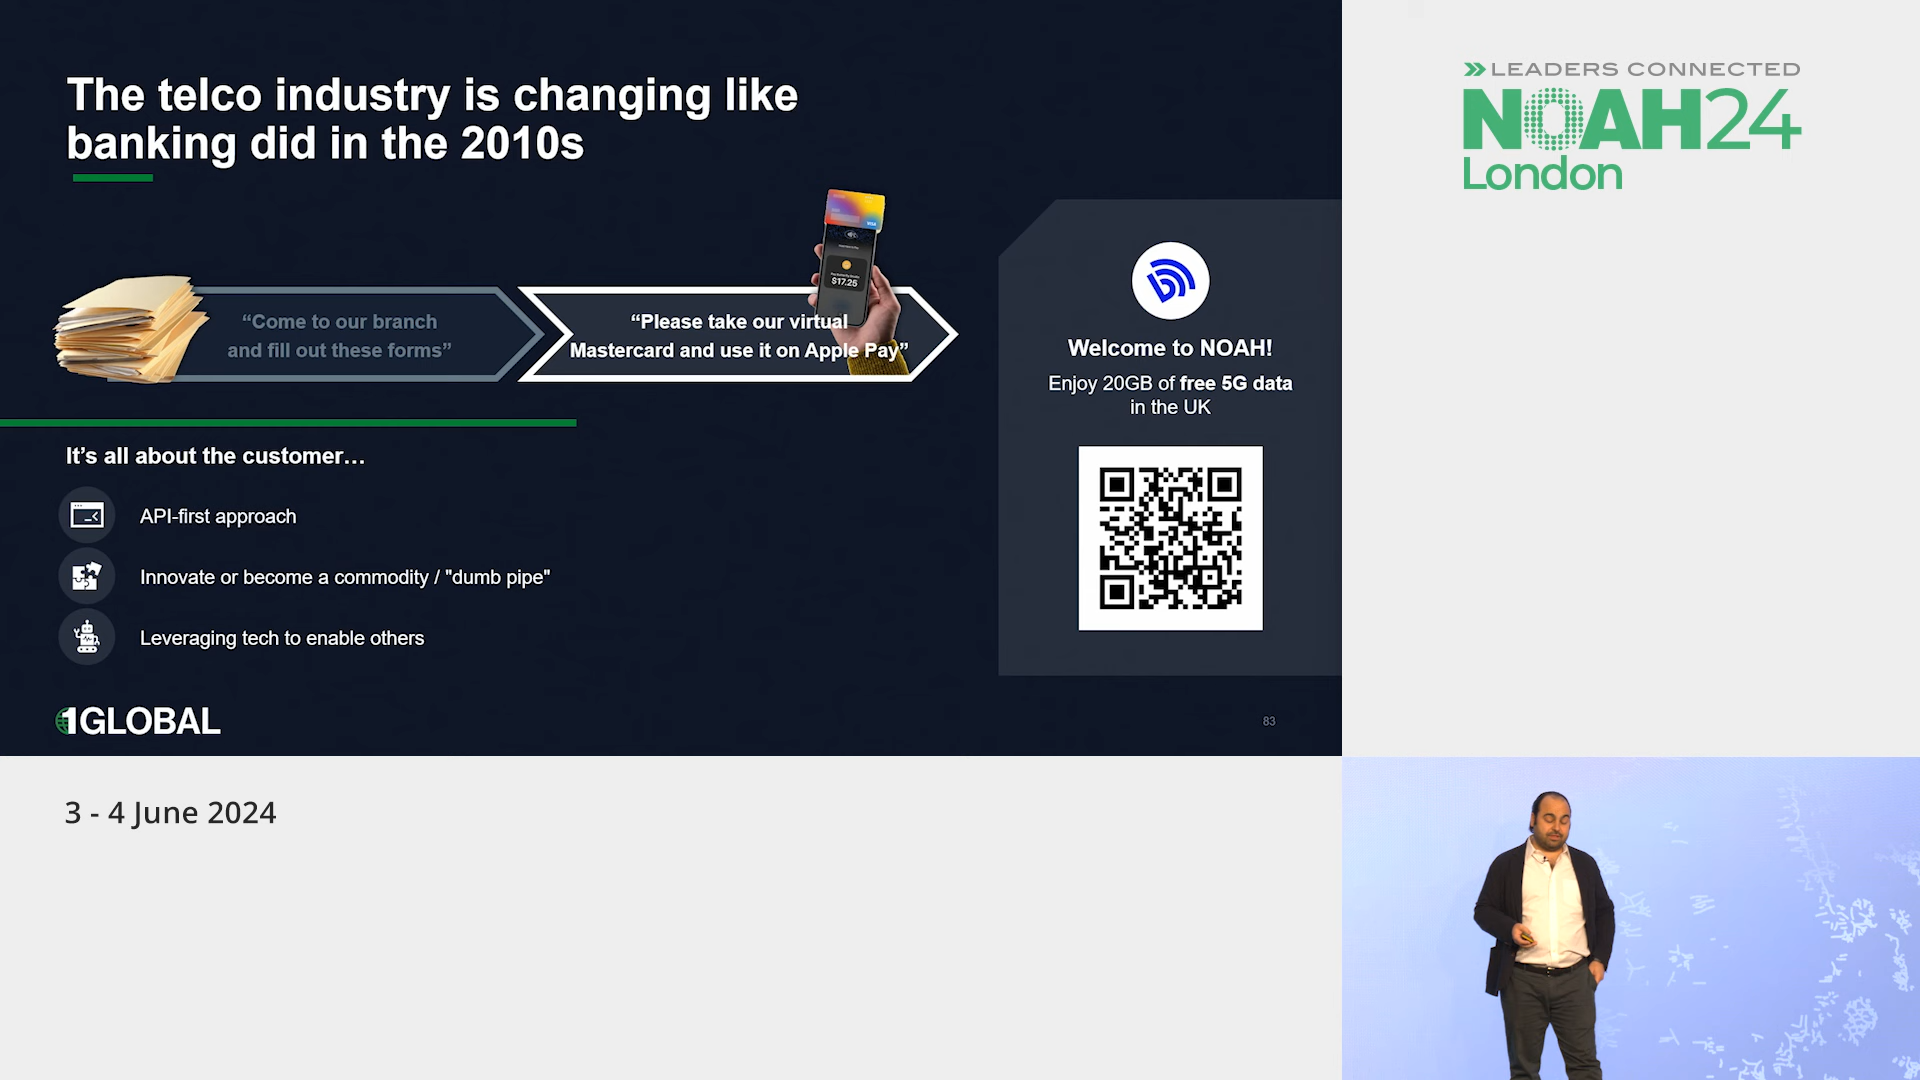 The telco industry is changing like
banking did in the 2010s
LEADERS CONNECTED
NOAH24
London
$17.25
“Come to our branch
and fill out these forms”
“Please take our virtual
Mastercard and use it on Apple Pay”
Welcome to NOAH!
Enjoy 20GB of free 5G data
in the UK
It’s all about the customer…
API-first approach
Innovate or become a commodity / "dumb pipe"
Leveraging tech to enable others
1GLOBAL
83
3 - 4 June 2024